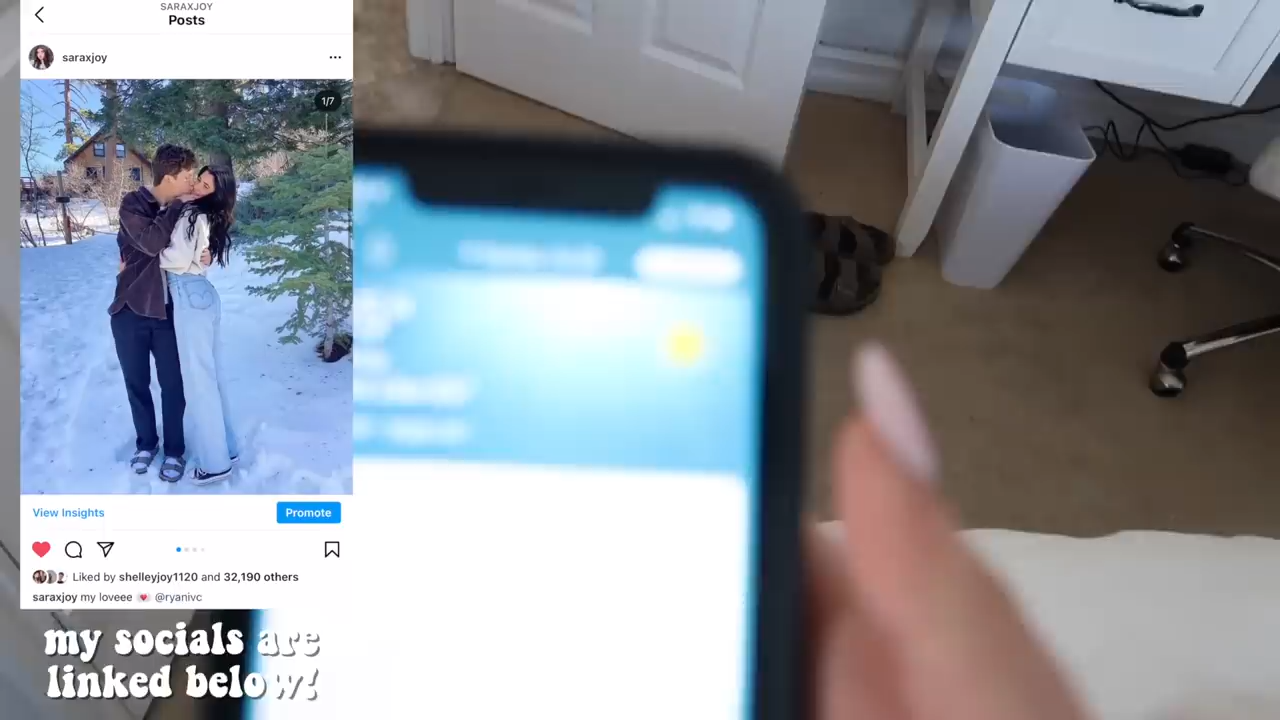 SARAXJOY
Posts
saraxjoy
1/7
View Insights
Promote
Liked by shelleyjoy1120 and 32,190 others
saraxjoy my loveee 💌 @ryanivc
my socials are
linked below!